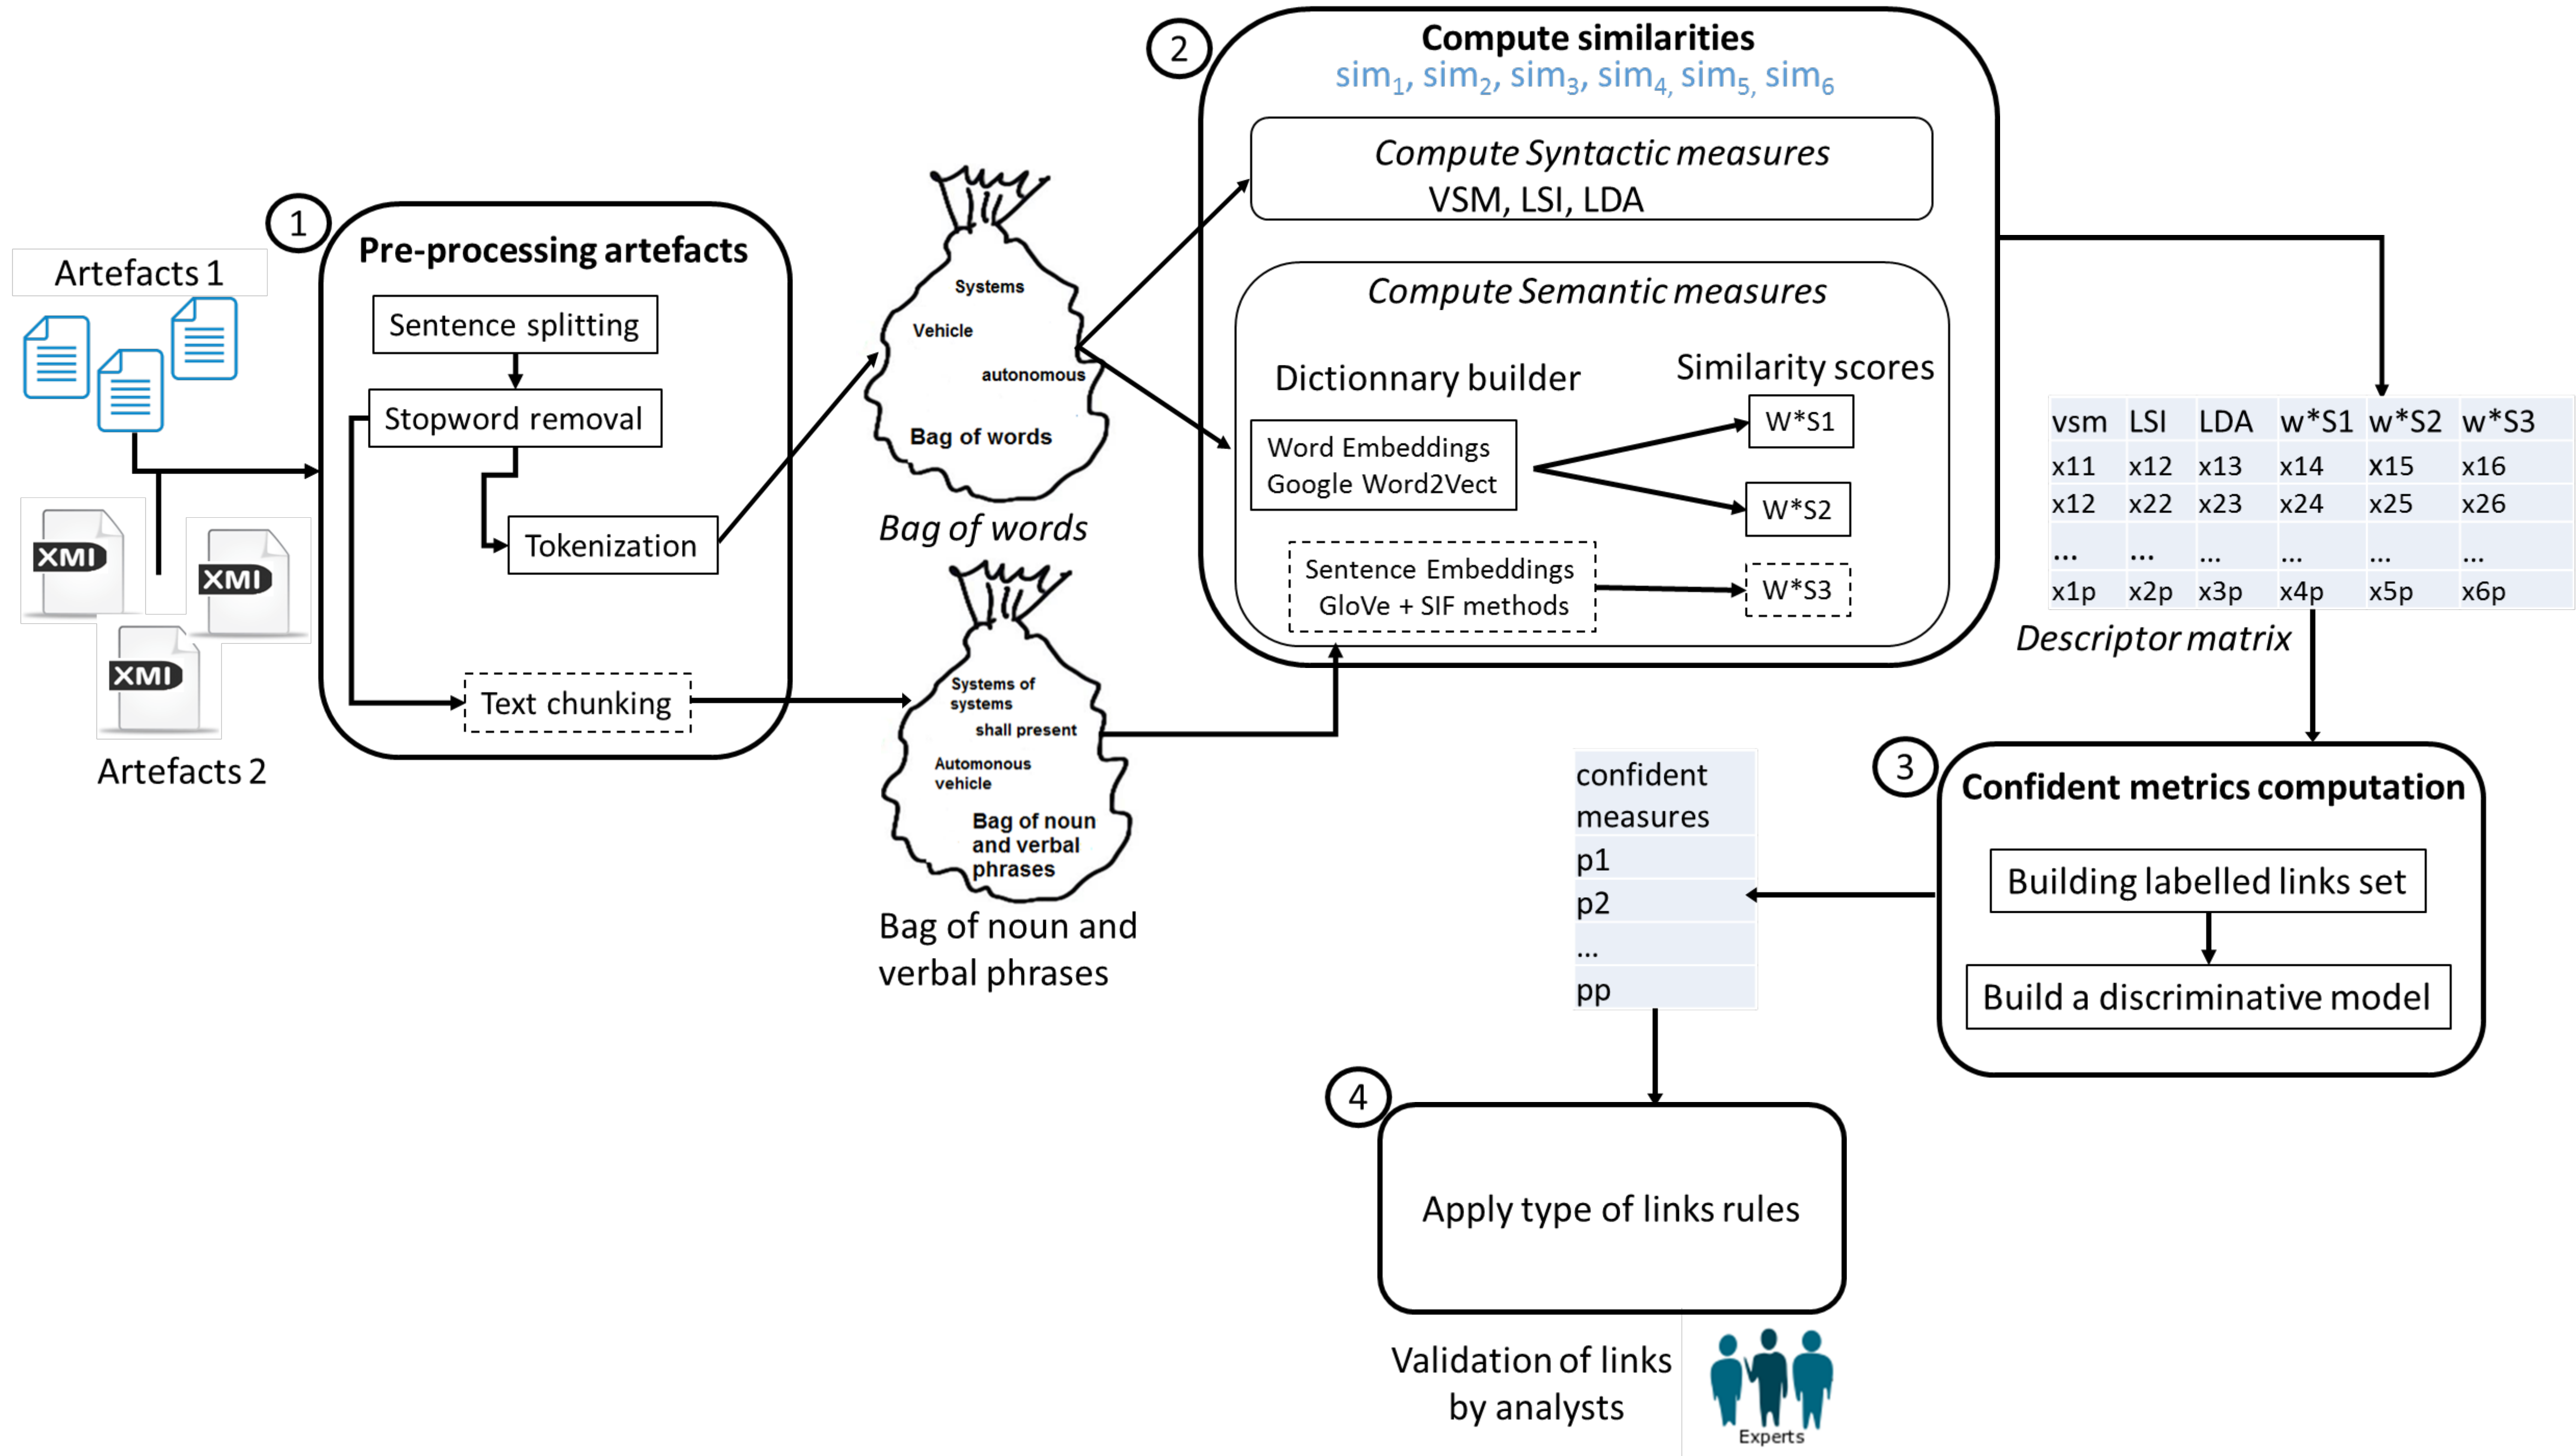 1
Pre-processing artefacts
Artefacts 1
Sentence splitting
Stopword removal
Tokenization
Text chunking
XMI
XMI
XMI
Artefacts 2
Systems
Vehicle
autonomous
Bag of words
Bag of words
Systems of
systems
shall present
Automonous
vehicle
Bag of noun
and verbal
phrases
Bag of noun and
verbal phrases
2
Compute similarities
sim1, sim2, sim3, sim4, sim5, sim6
Compute Syntactic measures
VSM, LSI, LDA
Compute Semantic measures
Dictionnary builder
Similarity scores
Word Embeddings
Google Word2Vect
W*S1
W*S2
Sentence Embeddings
GloVe + SIF methods
W*S3
vsm LSI LDA w*S1 w*S2 w*S3
x11 x12 x13 x14 x15 x16
x12 x22 x23 x24 x25 x26
... ... ... ... ... ...
x1p x2p x3p x4p x5p x6p
Descriptor matrix
3
Confident metrics computation
Building labelled links set
Build a discriminative model
confident
measures
p1
p2
...
pp
4
Apply type of links rules
Validation of links
by analysts
Experts